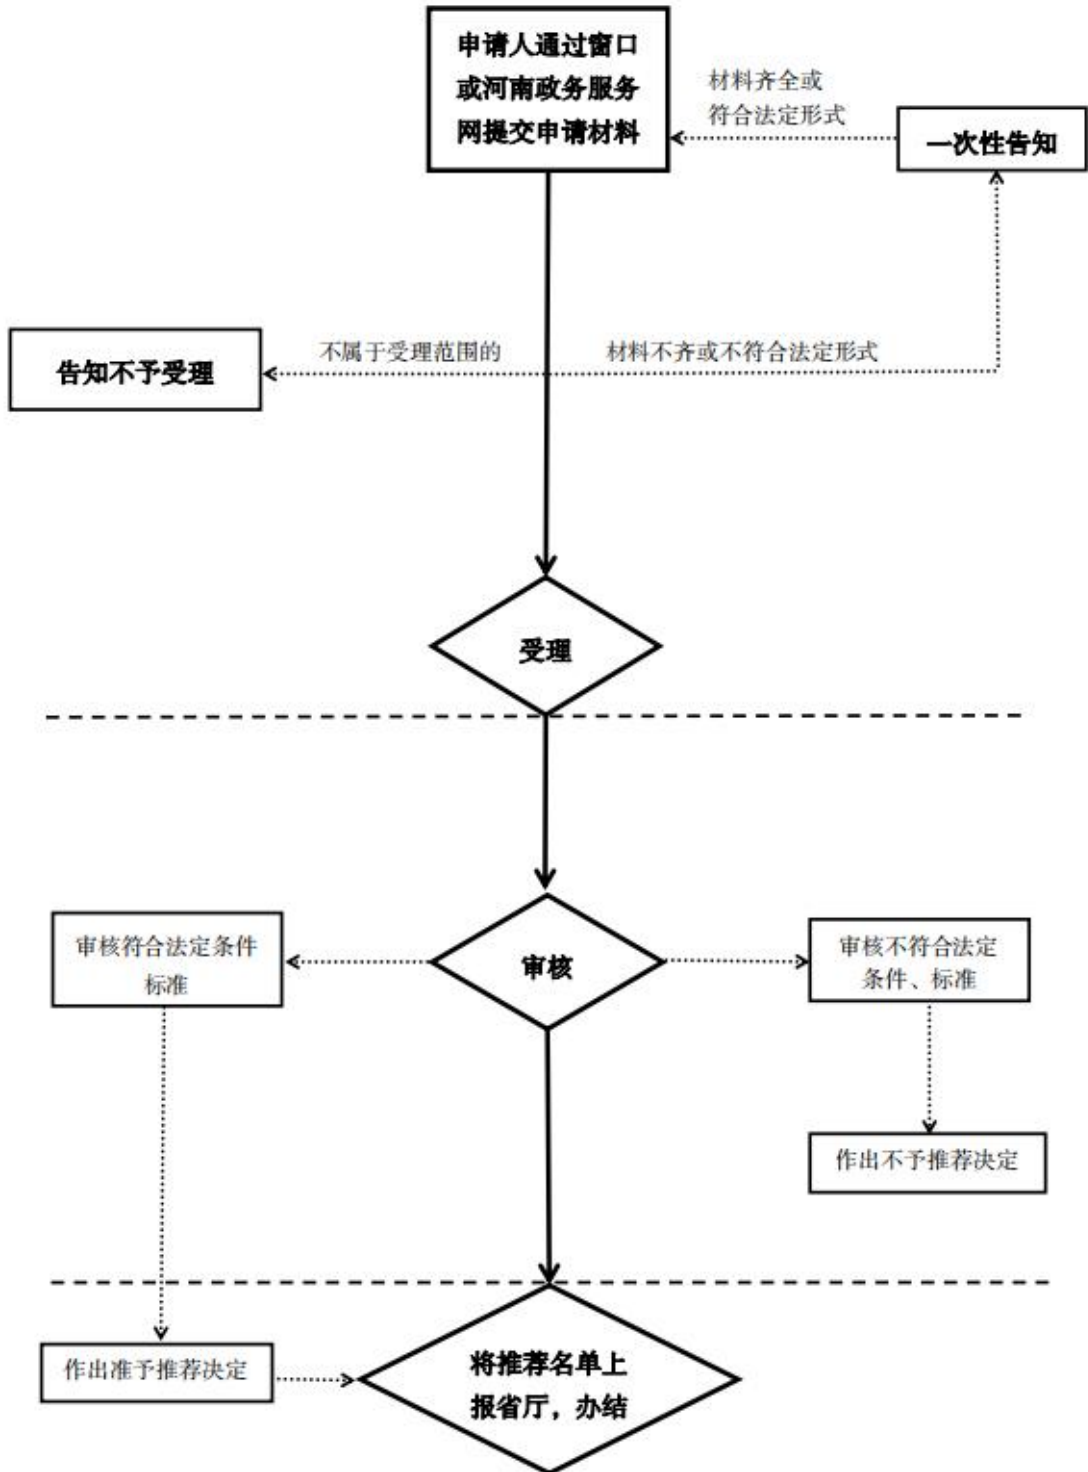 申请人通过窗口
或河南政务服务
网提交申请材料
材料齐全或
符合法定形式
一次性告知
不属于受理范围的
材料不齐或不符合法定形式
告知不予受理
受理
审核符合法定条件
标准
审核
审核不符合法定
条件、标准
作出不予推荐决定
作出准予推荐决定
将推荐名单上
报省厅，办结